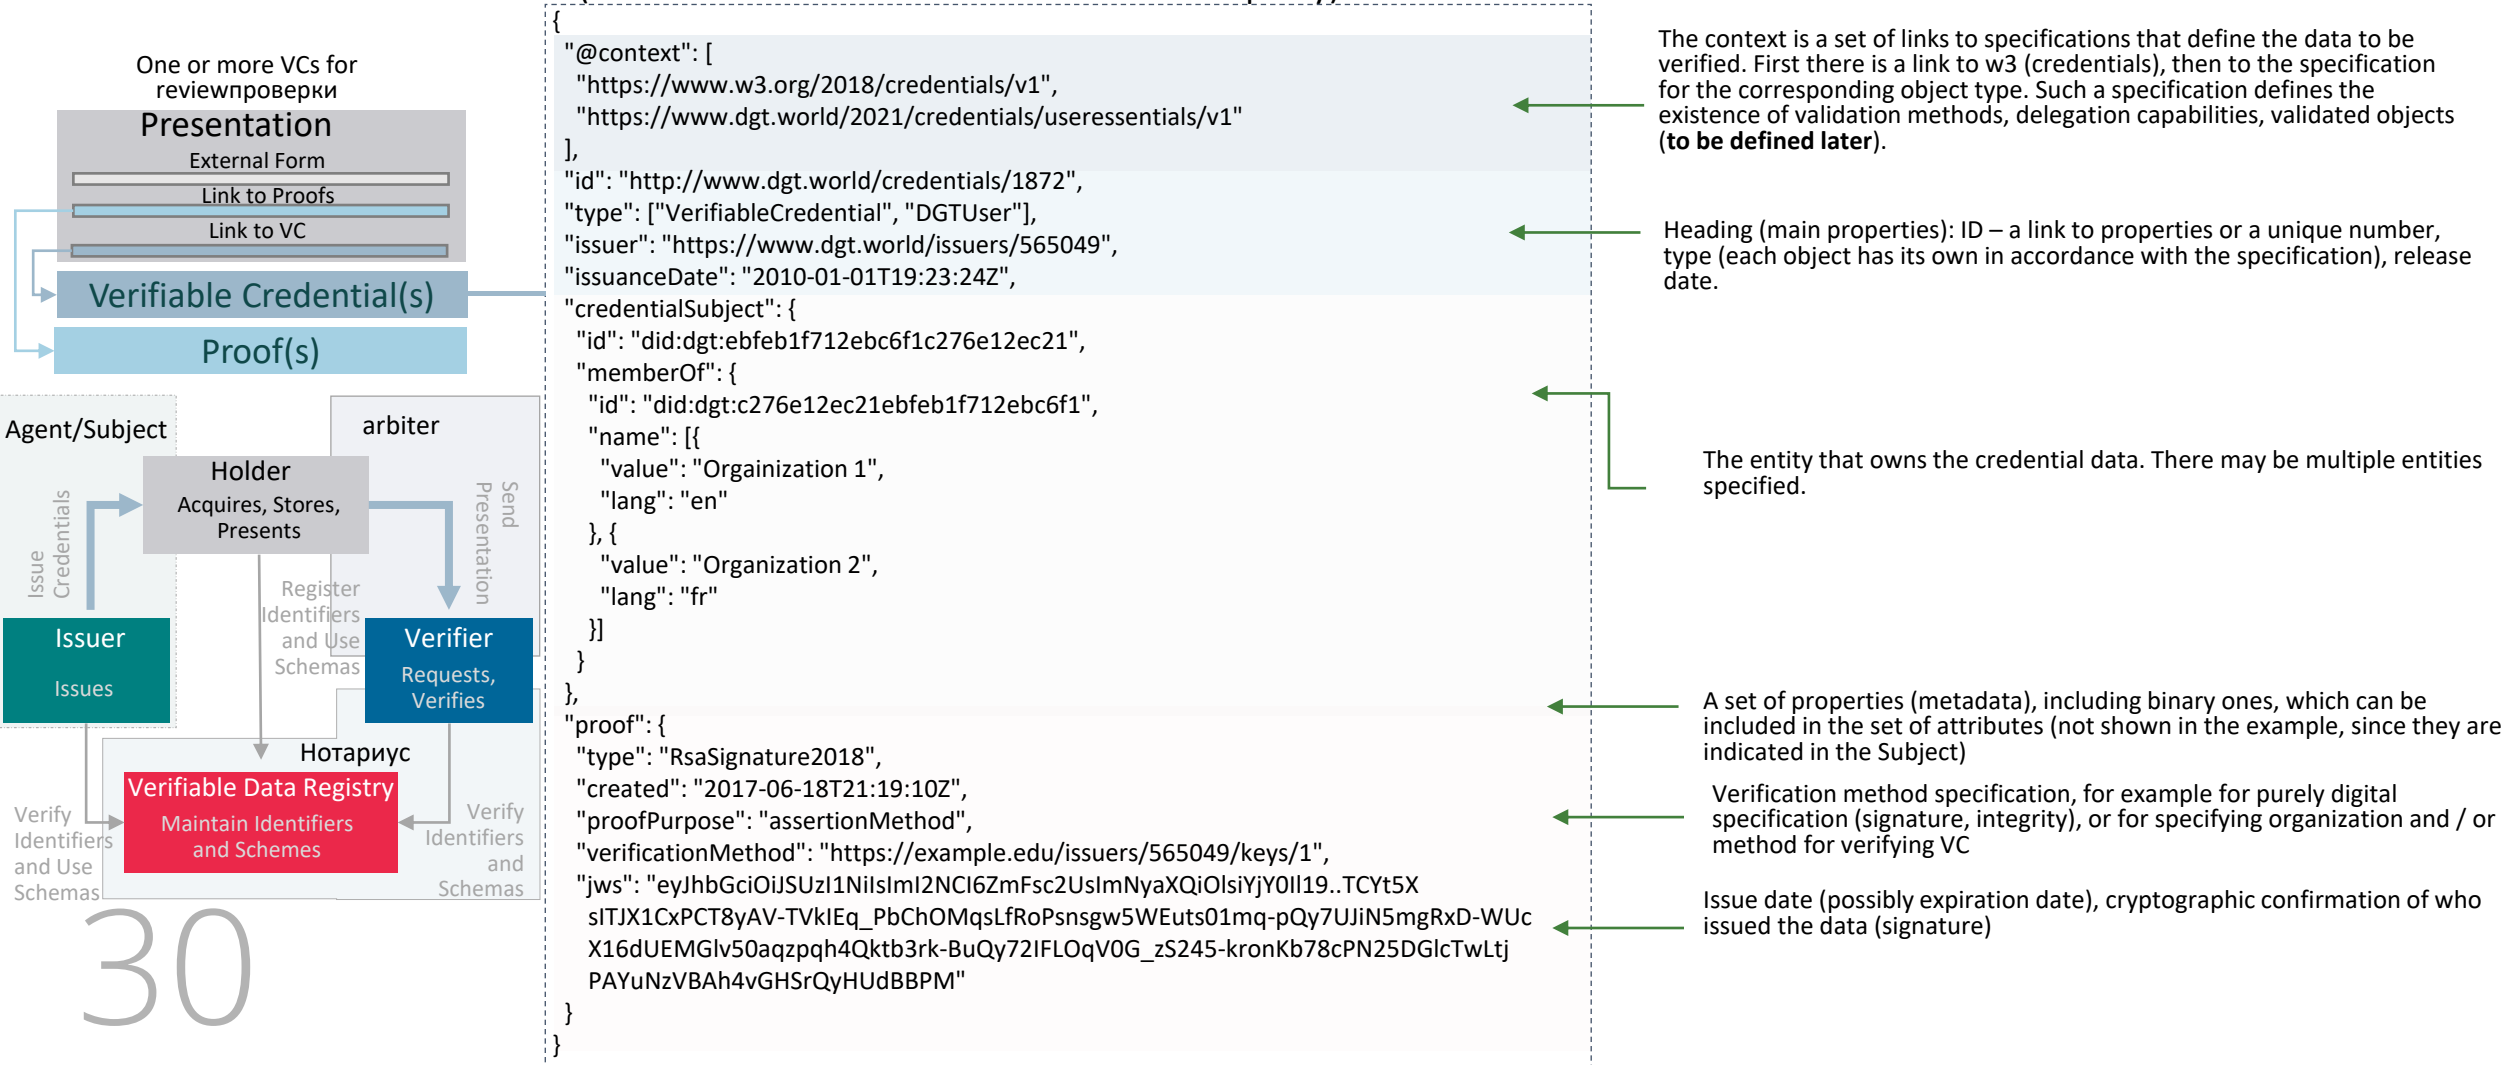 One or more VCs for
reviewпроверки
Presentation
External Form
Link to Proofs
Link to VC
Verifiable Credential(s)
Proof(s)
Agent/Subject
arbiter
Holder
Acquires, Stores,
Presents
Issue
Credentials
Send
Presentation
Register
Identifiers
and Use
Schemas
Issuer
Issues
Verifier
Requests,
Verifies
Нотариус
Verifiable Data Registry
Maintain Identifiers
and Schemes
Verify
Identifiers
and Use
Schemas
Verify
Identifiers
and
Schemas
30
{
"@context": [
"https://www.w3.org/2018/credentials/v1",
"https://www.dgt.world/2021/credentials/useressentials/v1"
],
"id": "http://www.dgt.world/credentials/1872",
"type": ["VerifiableCredential", "DGTUser"],
"issuer": "https://www.dgt.world/issuers/565049",
"issuanceDate": "2010-01-01T19:23:24Z",
"credentialSubject": {
"id": "did:dgt:ebfeb1f712ebc6f1c276e12ec21",
"memberOf": {
"id": "did:dgt:c276e12ec21ebfeb1f712ebc6f1",
"name": [{
"value": "Orgainization 1",
"lang": "en"
}, {
"value": "Organization 2",
"lang": "fr"
}]
}
},
"proof": {
"type": "RsaSignature2018",
"created": "2017-06-18T21:19:10Z",
"proofPurpose": "assertionMethod",
"verificationMethod": "https://example.edu/issuers/565049/keys/1",
"jws": "eyJhbGciOiJSUzI1NiIsImI2NCI6ZmFsc2UsImNyaXQiOlsiYjY0Il19..TCYt5X
sITJX1CxPCT8yAV-TVkIEq_PbChOMqsLfRoPsnsgw5WEuts01mq-pQy7UJiN5mgRxD-WUc
X16dUEMGlv50aqzpqh4Qktb3rk-BuQy72IFLOqV0G_zS245-kronKb78cPN25DGlcTwLtj
PAYuNzVBAh4vGHSrQyHUdBBPM"
}
}
The context is a set of links to specifications that define the data to be
verified. First there is a link to w3 (credentials), then to the specification
for the corresponding object type. Such a specification defines the
existence of validation methods, delegation capabilities, validated objects
(to be defined later).
Heading (main properties): ID – a link to properties or a unique number,
type (each object has its own in accordance with the specification), release
date.
The entity that owns the credential data. There may be multiple entities
specified.
A set of properties (metadata), including binary ones, which can be
included in the set of attributes (not shown in the example, since they are
indicated in the Subject)
Verification method specification, for example for purely digital
specification (signature, integrity), or for specifying organization and / or
method for verifying VC
Issue date (possibly expiration date), cryptographic confirmation of who
issued the data (signature)